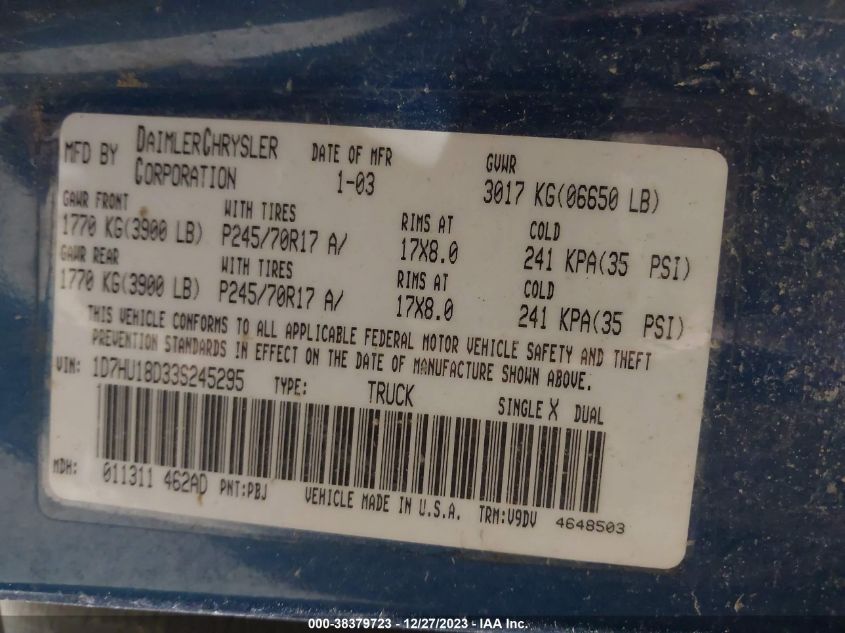 MFD BY DAIMLERCHRYSLER CORPORATION
DATE OF MFR
1-03
GVWR
3017 KG(06650 LB)
GAWR FRONT
1770 KG(3900 LB)
WITH TIRES
P245/70R17 A/
RIMS AT
17X8.0
COLD
241 KPA(35 PSI)
GAWR REAR
1770 KG(3900 LB)
WITH TIRES
P245/70R17 A/
RIMS AT
17X8.0
COLD
241 KPA(35 PSI)
THIS VEHICLE CONFORMS TO ALL APPLICABLE FEDERAL MOTOR VEHICLE SAFETY AND THEFT
PREVENTION STANDARDS IN EFFECT ON THE DATE OF MANUFACTURE SHOWN ABOVE.
VIN: 1D7HU18D33S245295 TYPE: TRUCK SINGLE X DUAL
MDH: 011311 462AD PNT:PBJ VEHICLE MADE IN U.S.A. TRM:V9DV 4648503
000-38379723 - 12/27/2023 - IAA Inc.